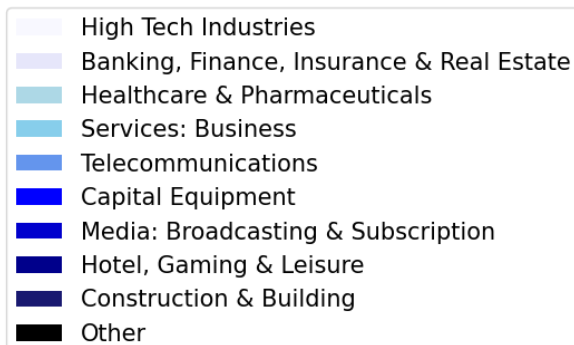 High Tech Industries
Banking, Finance, Insurance & Real Estate
Healthcare & Pharmaceuticals
Services: Business
Telecommunications
Capital Equipment
Media: Broadcasting & Subscription
Hotel, Gaming & Leisure
Construction & Building
Other